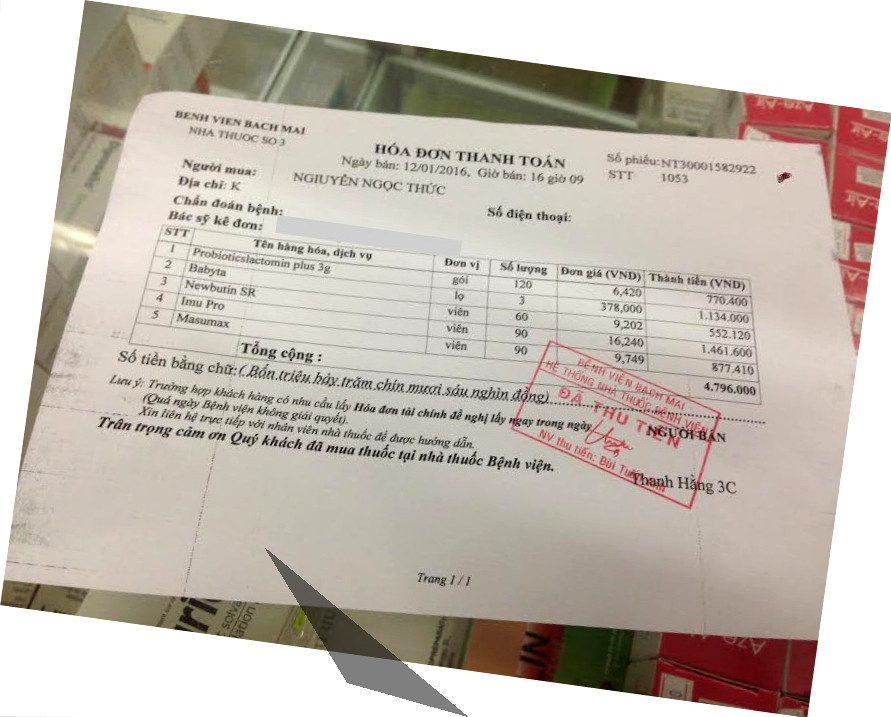 BENH VIEN BACH MAI
NHA THUOC SO 3
HÓA ĐƠN THANH TOÁN
Ngày bán: 12/01/2016, Giờ bán: 16 giờ 09
Số phiếu: NT30001582922
STT 1053
Người mua: NGIUYÊN NGỌC THỨC
Địa chỉ: K
Số điện thoại:
Chẩn đoán bệnh:
Bác sỹ kê đơn:
STT Tên hàng hóa, dịch vụ Đơn vị Số lượng Đơn giá (VND) Thành tiền (VND)
1 Probioticslactomin plus 3g gói 120 6,420 770.400
2 Babyta lọ 3 378,000 1.134.000
3 Newbutin SR viên 60 9,202 552.120
4 Imu Pro viên 90 16,240 1.461.600
5 Masumax viên 90 9,749 877.410
Tổng cộng : 4.796.000
Số tiền bằng chữ: ( Bốn triệu bảy trăm chín mươi sáu nghìn đồng)
Lưu ý: Trường hợp khách hàng có nhu cầu lấy Hóa đơn tài chính đề nghị lấy ngay trong ngày
(Quá ngày Bệnh viện không giải quyết).
Xin liên hệ trực tiếp với nhân viên nhà thuốc để được hướng dẫn.
Trân trọng cảm ơn Quý khách đã mua thuốc tại nhà thuốc Bệnh viện.
NGƯỜI BÁN
BỆNH VIỆN BẠCH MAI
HỆ THỐNG NHÀ THUỐC BỆNH VIỆN
ĐÃ THU TIỀN
NV thu tiền: Bùi
Thanh Hằng 3C
Trang 1 / 1